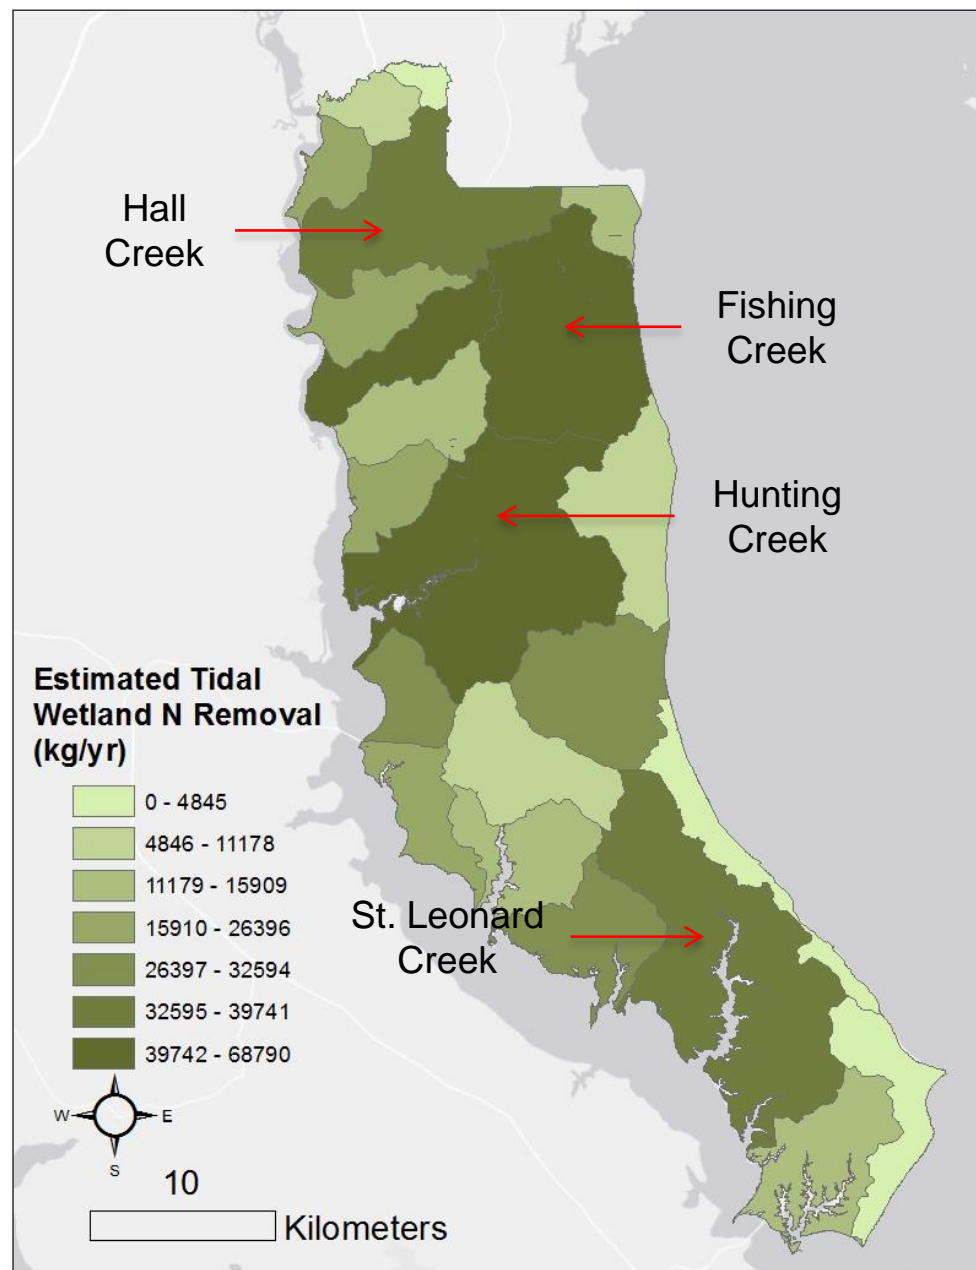 Hall
Creek
Fishing
Creek
Hunting
Creek
St. Leonard
Creek
Estimated Tidal
Wetland N Removal
(kg/yr)
0 - 4845
4846 - 11178
11179 - 15909
15910 - 26396
26397 - 32594
32595 - 39741
39742 - 68790
N
W
E
S
10
Kilometers